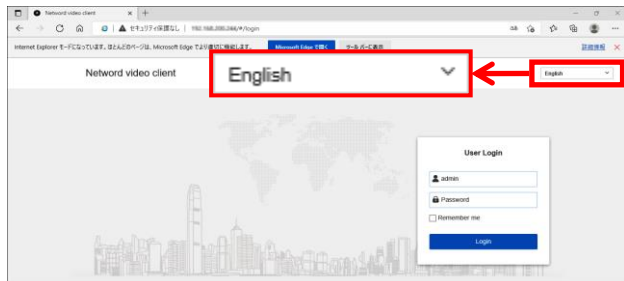 Netword video client
セキュリティ保護なし 192.168.200.266/#/login
Internet Explorer モードになっています。ほとんどのページは、Microsoft Edge でより適切に機能します。 Microsoft Edge で開く ツール バーに表示 詳細情報
Netword video client
English
English
User Login
admin
Password
Remember me
Login